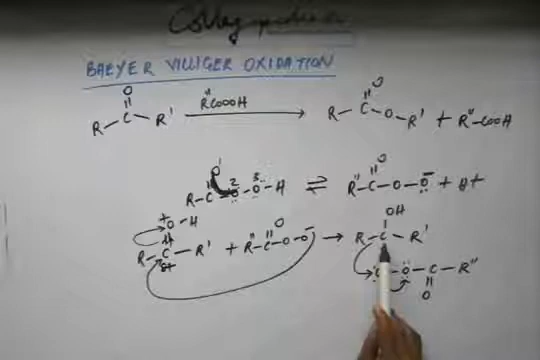 BAEYER VILLIGER OXIDATION
O
R-C-R' R''COOOH → R-C-O-R' + R''-COOH
O
R-C-O-O-H ⇌ R''-C-O-O⁻ + H+
O
+O-H
R-C-R' + R''-C-O-O⁻ → R-C-R'
δ+
O
OH
O-O-C-R''
O